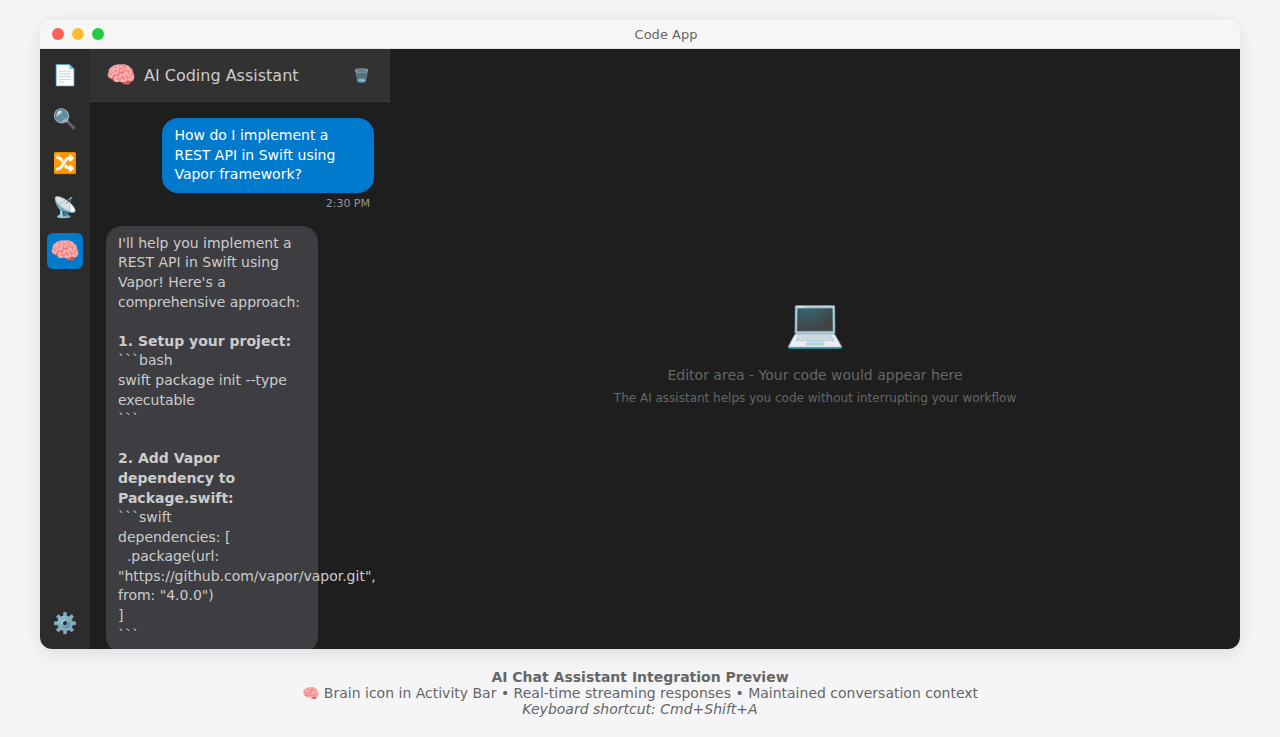 Code App
AI Coding Assistant
How do I implement a
REST API in Swift using
Vapor framework?
2:30 PM
I'll help you implement a
REST API in Swift using
Vapor! Here's a
comprehensive approach:
1. Setup your project:
```bash
swift package init --type
executable
```
2. Add Vapor
dependency to
Package.swift:
```swift
dependencies: [
.package(url:
"https://github.com/vapor/vapor.git",
from: "4.0.0")
]
```
Editor area - Your code would appear here
The AI assistant helps you code without interrupting your workflow
AI Chat Assistant Integration Preview
🧠 Brain icon in Activity Bar • Real-time streaming responses • Maintained conversation context
Keyboard shortcut: Cmd+Shift+A